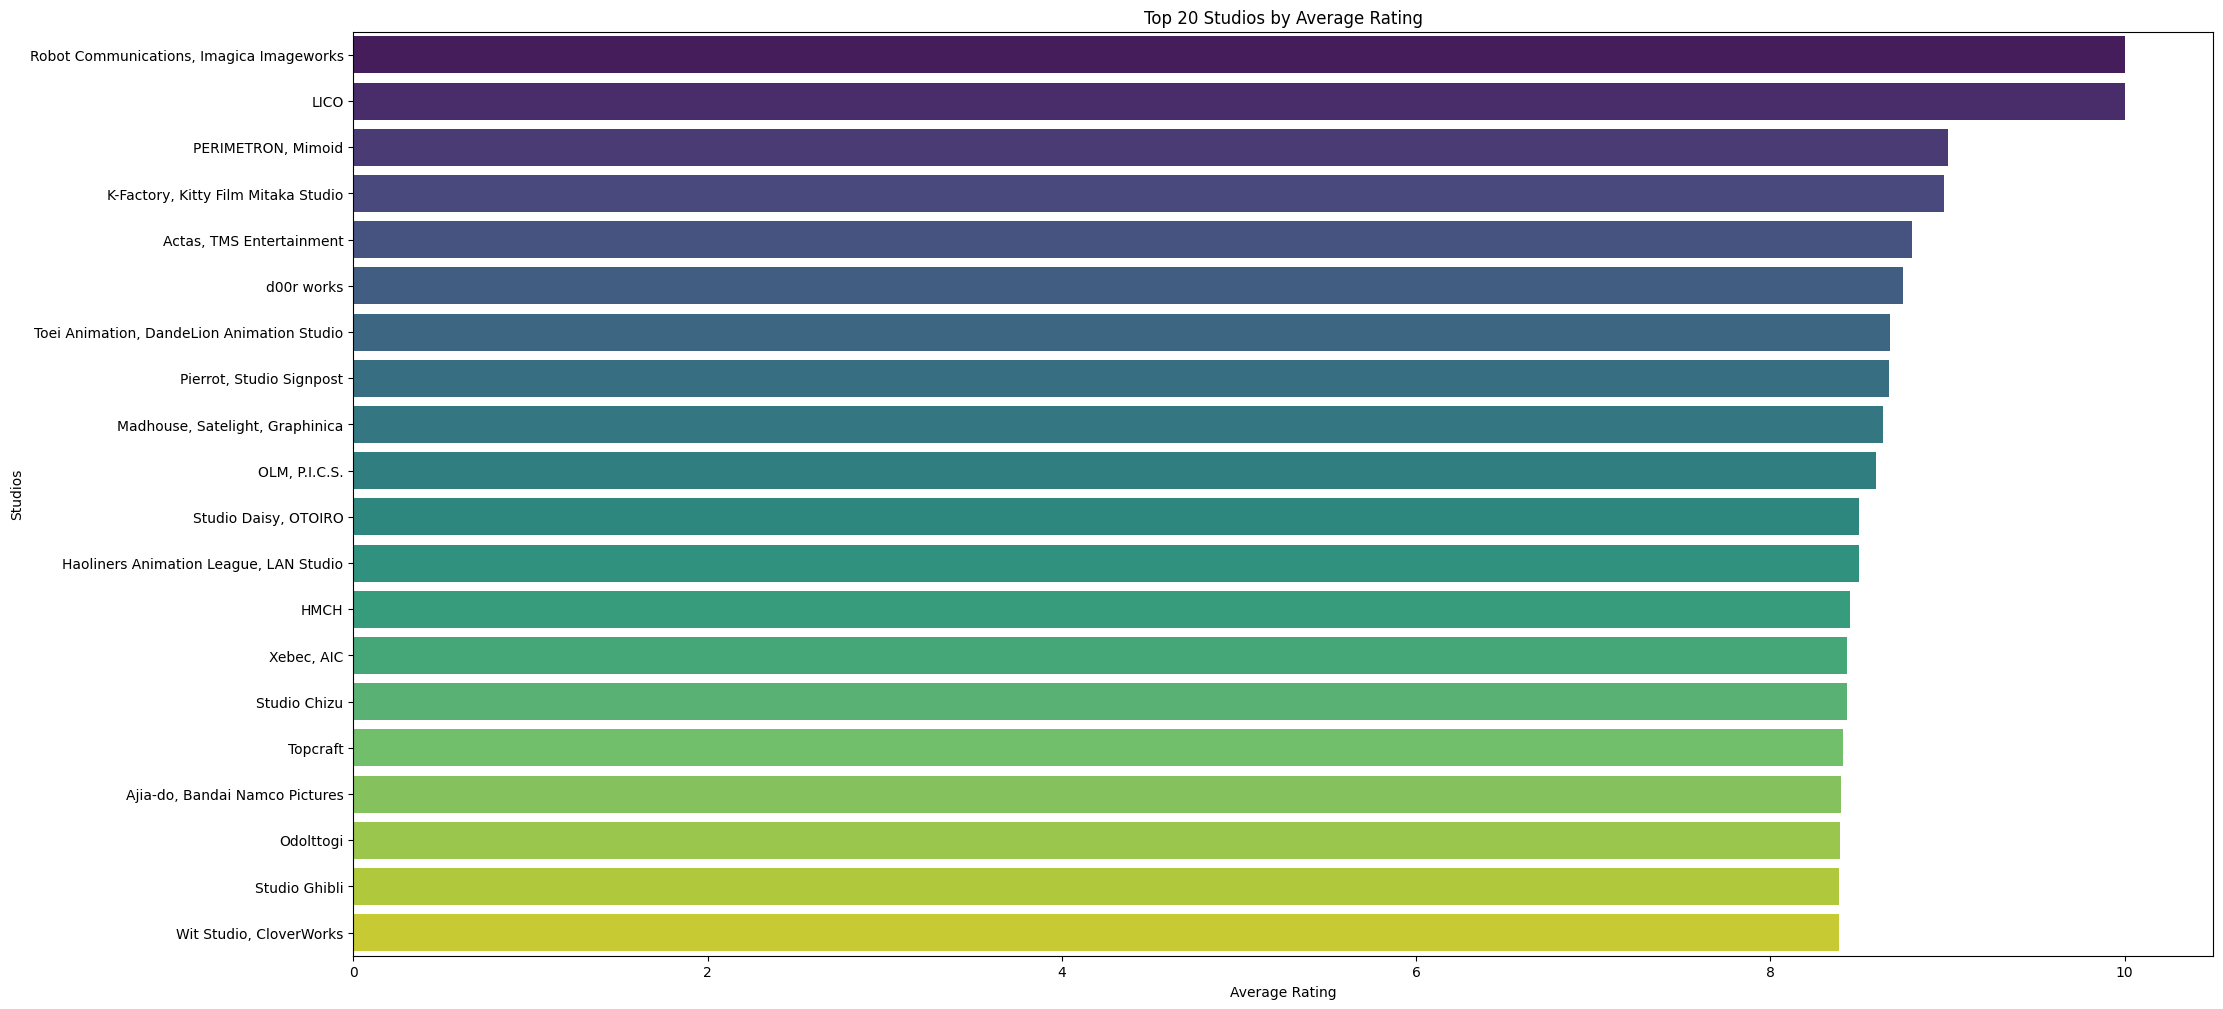 Top 20 Studios by Average Rating
Robot Communications, Imagica Imageworks
LICO
PERIMETRON, Mimoid
K-Factory, Kitty Film Mitaka Studio
Actas, TMS Entertainment
d00r works
Toei Animation, DandeLion Animation Studio
Pierrot, Studio Signpost
Madhouse, Satelight, Graphinica
OLM, P.I.C.S.
Studio Daisy, OTOIRO
Haoliners Animation League, LAN Studio
HMCH
Xebec, AIC
Studio Chizu
Topcraft
Ajia-do, Bandai Namco Pictures
Odolttogi
Studio Ghibli
Wit Studio, CloverWorks
Studios
0 2 4 6 8 10
Average Rating